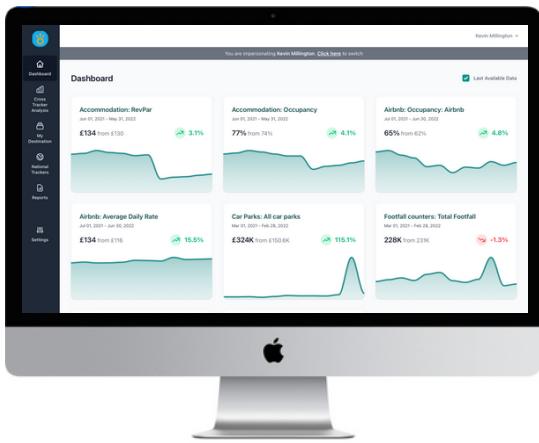 Kevin Millington
You are impersonating Kevin Millington. Click here to switch
Dashboard
Cross
Tracker
Analysis
My
Destination
National
Trackers
Reports
Settings
Dashboard
Last Available Data
Accommodation: RevPar
Jun 01, 2021 - May 31, 2022
£134 from £130
3.1%
Accommodation: Occupancy
Jun 01, 2021 - May 31, 2022
77% from 74%
4.1%
Airbnb: Occupancy: Airbnb
Jul 01, 2021 - Jun 30, 2022
65% from 62%
4.8%
Airbnb: Average Daily Rate
Jul 01, 2021 - Jun 30, 2022
£134 from £116
15.5%
Car Parks: All car parks
Mar 01, 2021 - Feb 28, 2022
£324K from £150.6K
115.1%
Footfall counters: Total Footfall
Mar 01, 2021 - Feb 28, 2022
228K from 231K
-1.3%